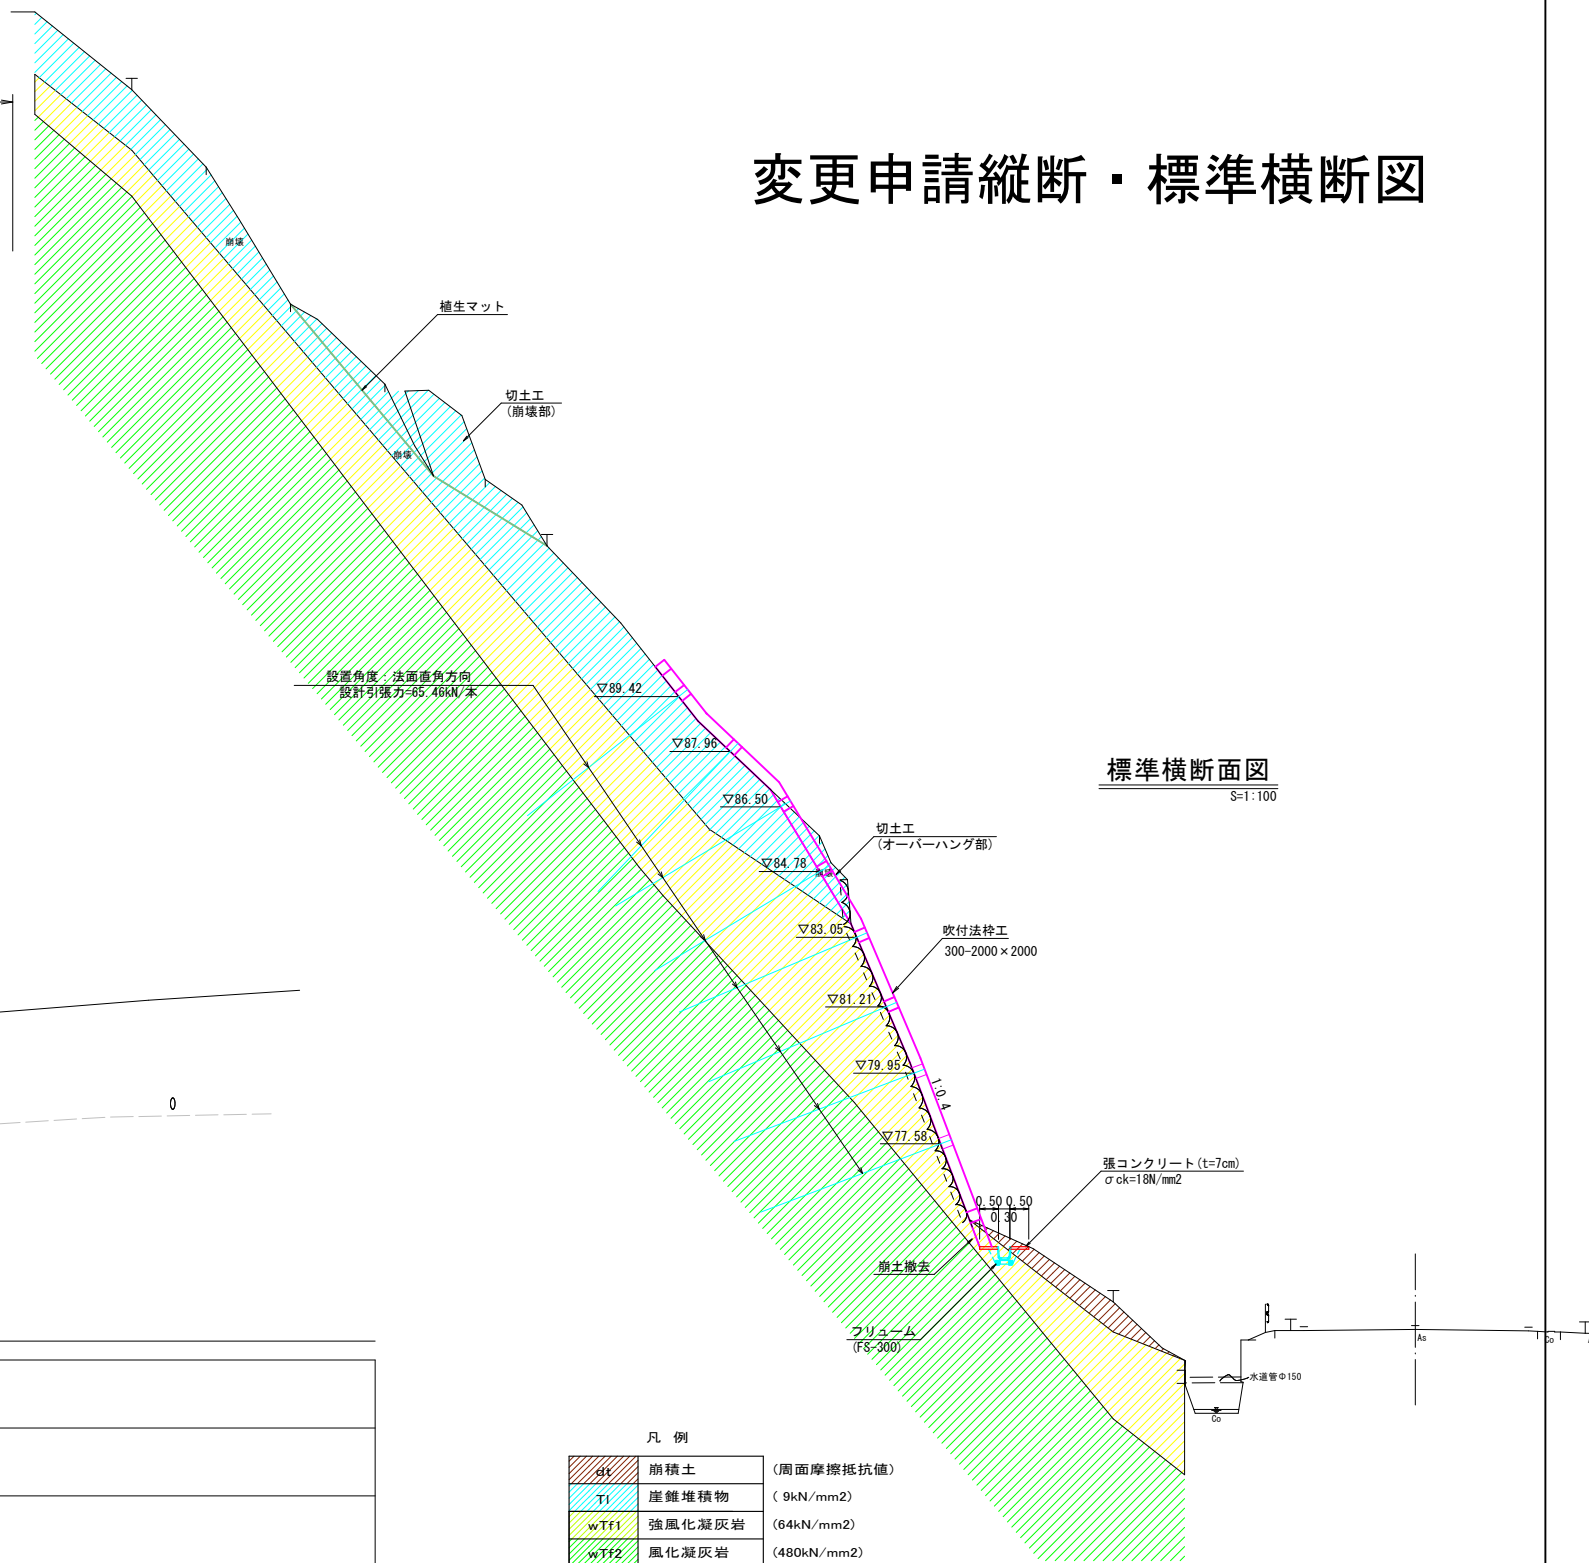 変更申請縦断・標準横断図
崩壊
植生マット
切土工
(崩壊部)
崩壊
設置角度：法面直角方向
設計引張力=65.46kN/本
▽89.42
▽87.96
標準横断面図
S=1:100
▽86.50
切土工
(オーバーハング部)
▽84.78
崩壊
▽83.05
吹付法枠工
300-2000×2000
▽81.21
▽79.95
1:0.4
0
▽77.58
張コンクリート(t=7cm)
σck=18N/mm2
0.50 0.50
0.30
崩土撤去
フリューム
(FS-300)
As
Co
水道管Φ150
Co
凡 例
dt 崩積土 (周面摩擦抵抗値)
Tl 崖錐堆積物 ( 9kN/mm2)
wTf1 強風化凝灰岩 (64kN/mm2)
wTf2 風化凝灰岩 (480kN/mm2)